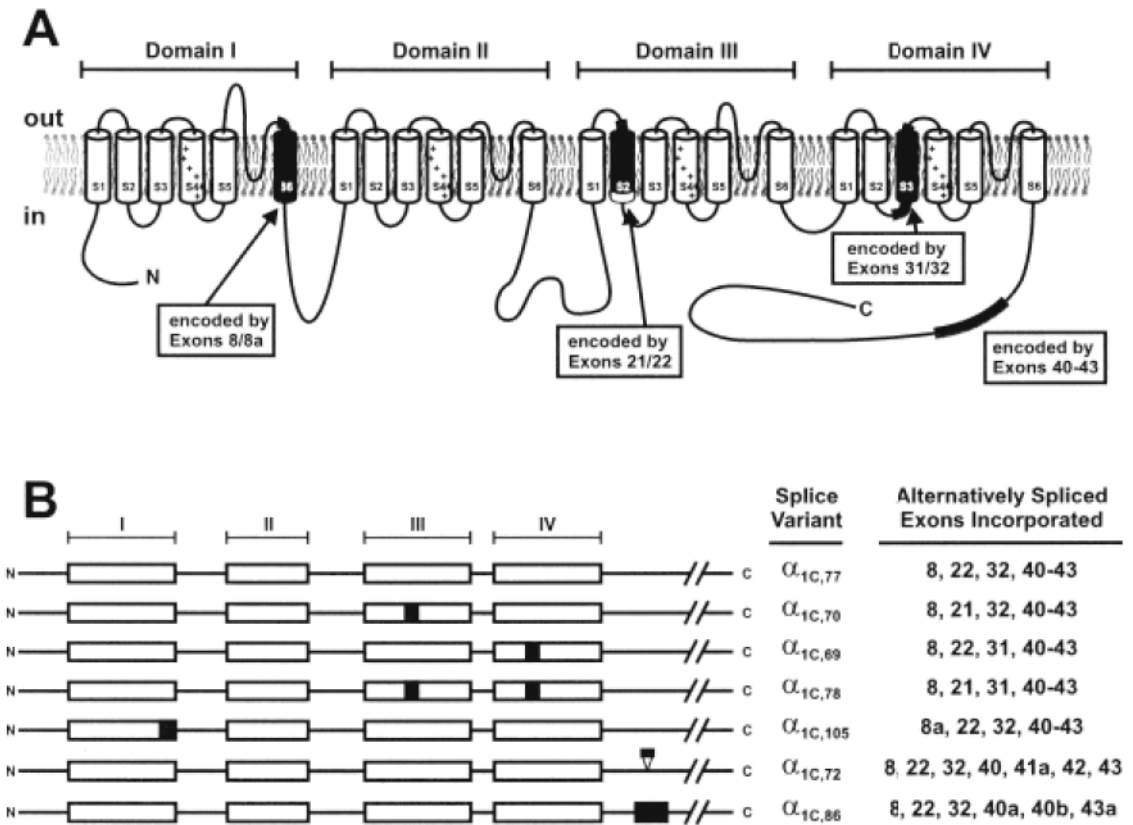 A
Domain I Domain II Domain III Domain IV
out
S1 S2 S3 S4 S5 S6 S1 S2 S3 S4 S5 S6 S1 S2 S3 S4 S5 S6 S1 S2 S3 S4 S5 S6
in
N
encoded by
Exons 8/8a
encoded by
Exons 21/22
encoded by
Exons 31/32
C
encoded by
Exons 40-43
B
I II III IV
Splice
Variant
Alternatively Spliced
Exons Incorporated
N C α1C,77 8, 22, 32, 40-43
N C α1C,70 8, 21, 32, 40-43
N C α1C,69 8, 22, 31, 40-43
N C α1C,78 8, 21, 31, 40-43
N C α1C,105 8a, 22, 32, 40-43
N C α1C,72 8, 22, 32, 40, 41a, 42, 43
N C α1C,86 8, 22, 32, 40a, 40b, 43a